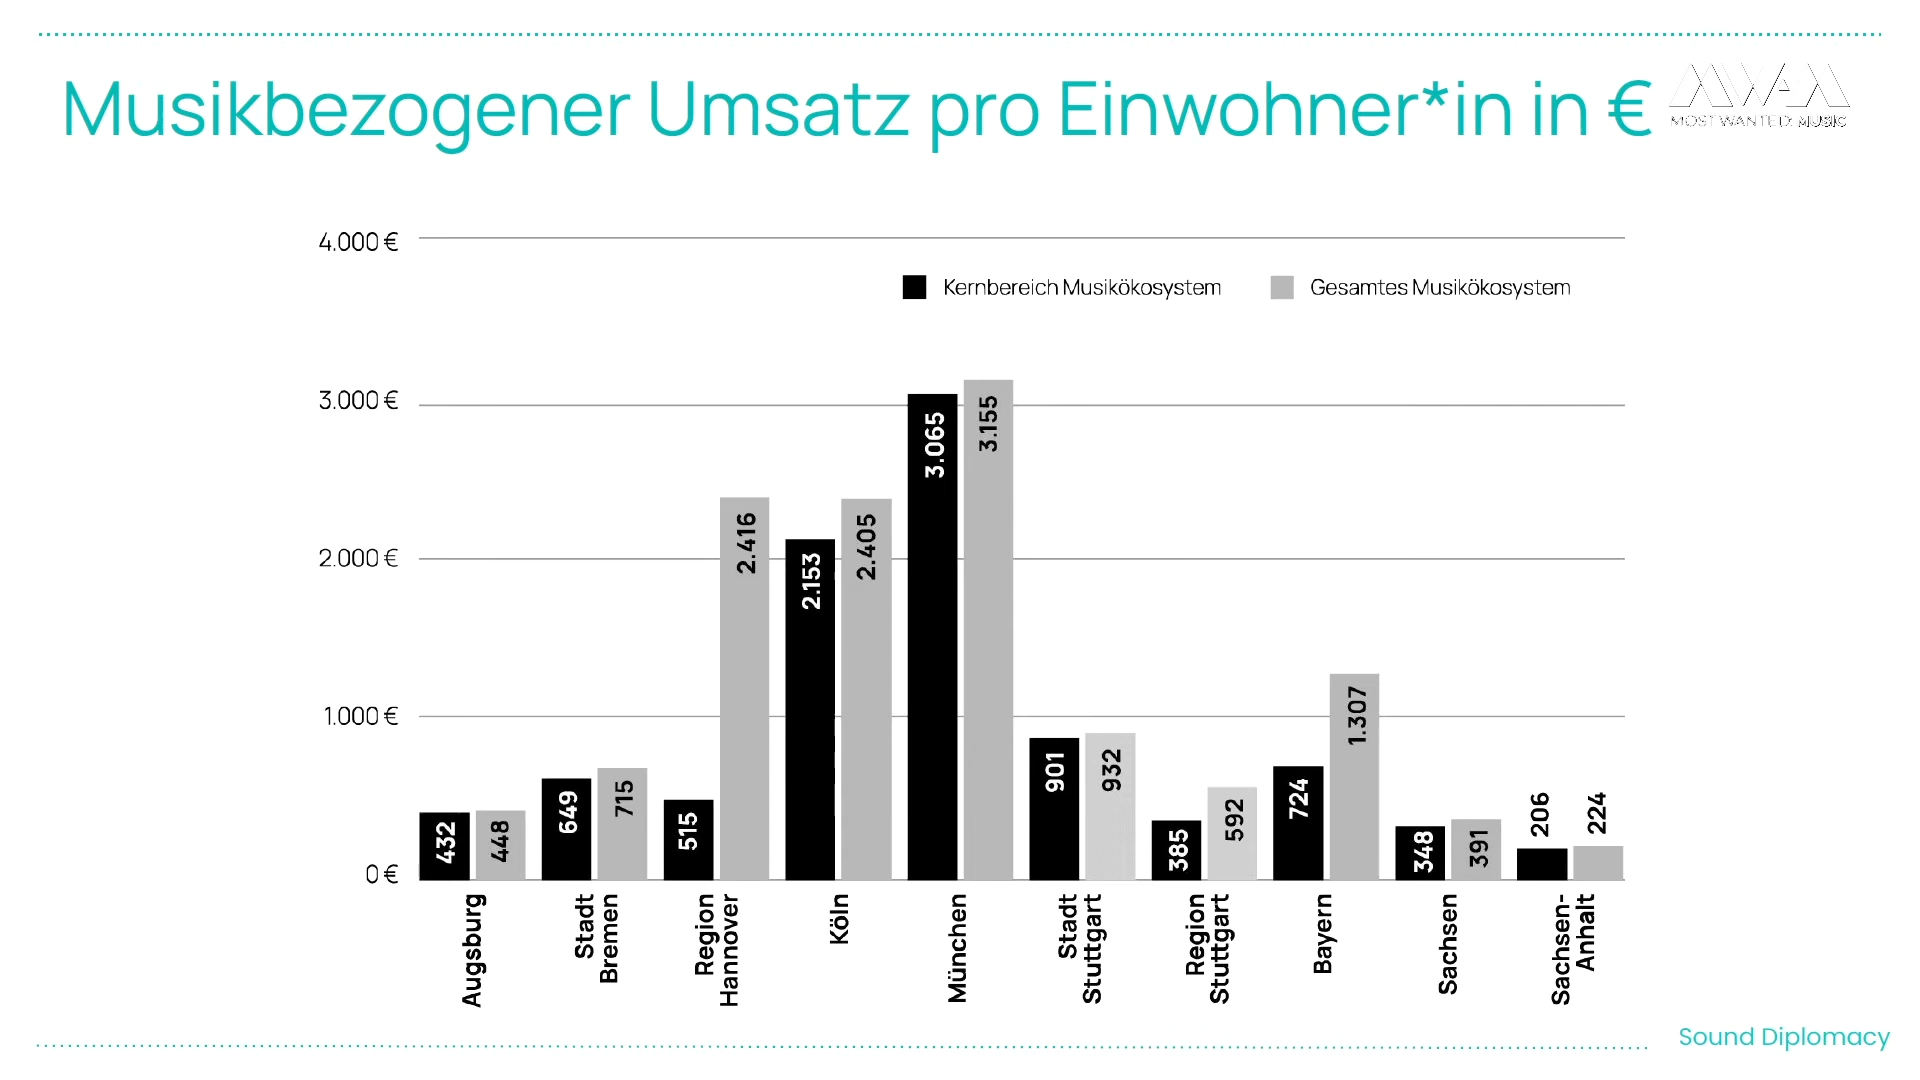 Musikbezogener Umsatz pro Einwohner*in in €
MOST WANTED: MUSIC
4.000 €
Kernbereich Musikökosystem
Gesamtes Musikökosystem
3.000 €
2.000 €
1.000 €
0 €
432
448
649
715
515
2.416
2.153
2.405
3.065
3.155
901
932
385
592
724
1.307
348
391
206
224
Augsburg
Stadt
Bremen
Region
Hannover
Köln
München
Stadt
Stuttgart
Region
Stuttgart
Bayern
Sachsen
Sachsen-
Anhalt
Sound Diplomacy